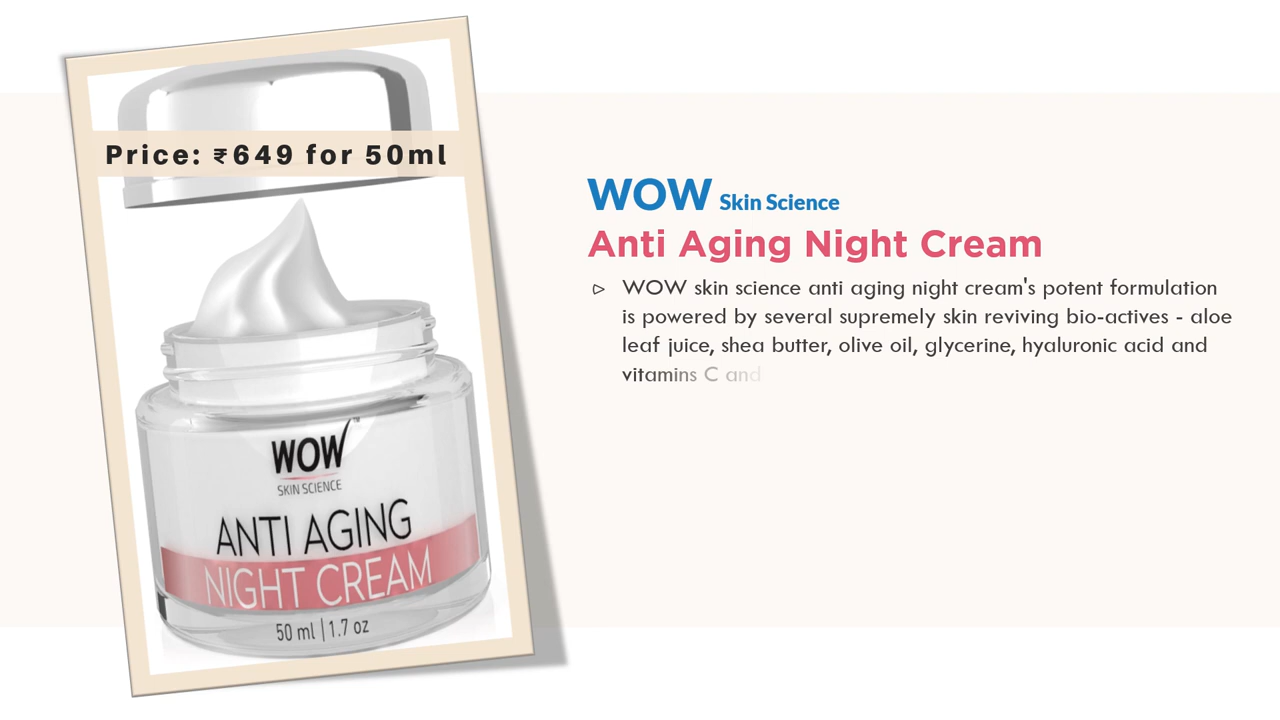 Price: ₹649 for 50ml
WOW
SKIN SCIENCE
ANTI AGING
NIGHT CREAM
50 ml | 1.7 oz
WOW Skin Science
Anti Aging Night Cream
WOW skin science anti aging night cream's potent formulation
is powered by several supremely skin reviving bio-actives - aloe
leaf juice, shea butter, olive oil, glycerine, hyaluronic acid and
vitamins C and